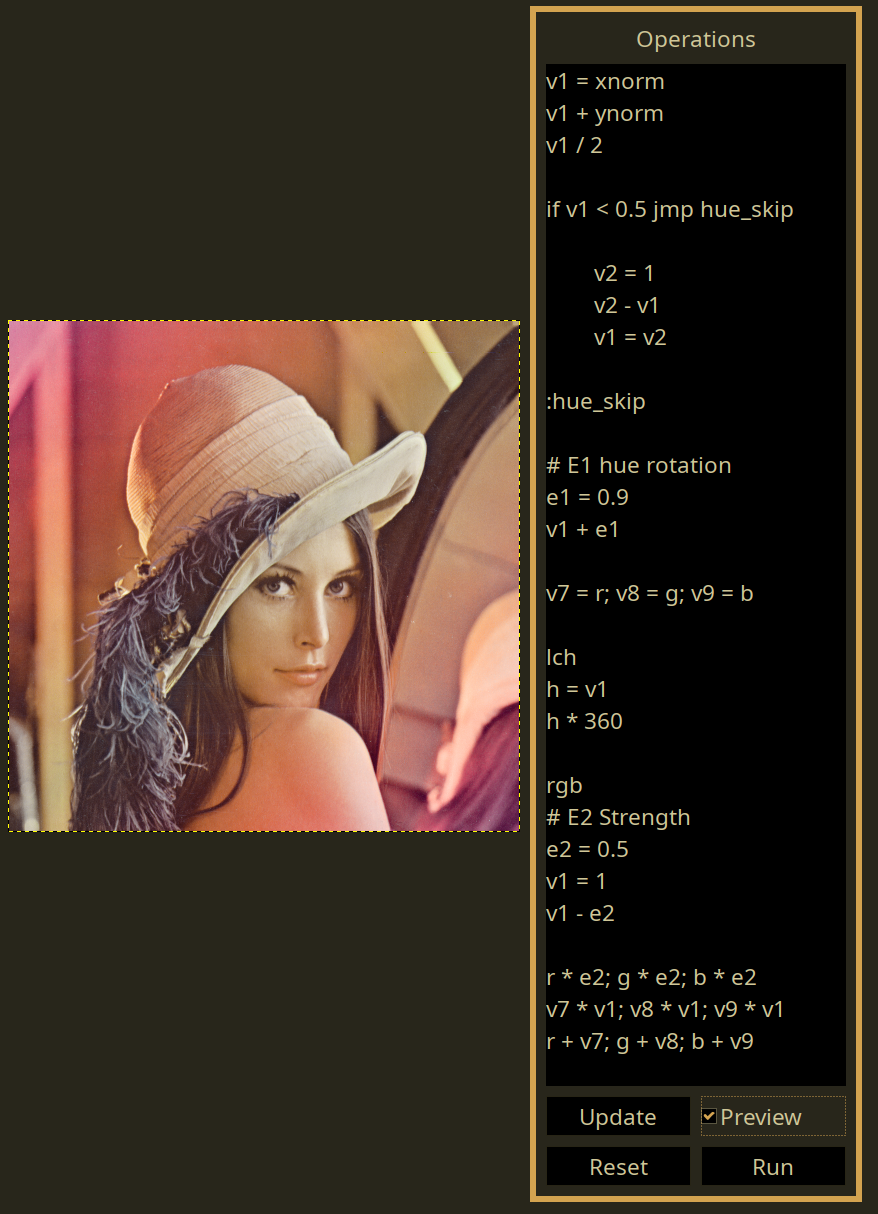 Operations
v1 = xnorm
v1 + ynorm
v1 / 2
if v1 < 0.5 jmp hue_skip
v2 = 1
v2 - v1
v1 = v2
:hue_skip
# E1 hue rotation
e1 = 0.9
v1 + e1
v7 = r; v8 = g; v9 = b
lch
h = v1
h * 360
rgb
# E2 Strength
e2 = 0.5
v1 = 1
v1 - e2
r * e2; g * e2; b * e2
v7 * v1; v8 * v1; v9 * v1
r + v7; g + v8; b + v9
Update
Preview
Reset
Run